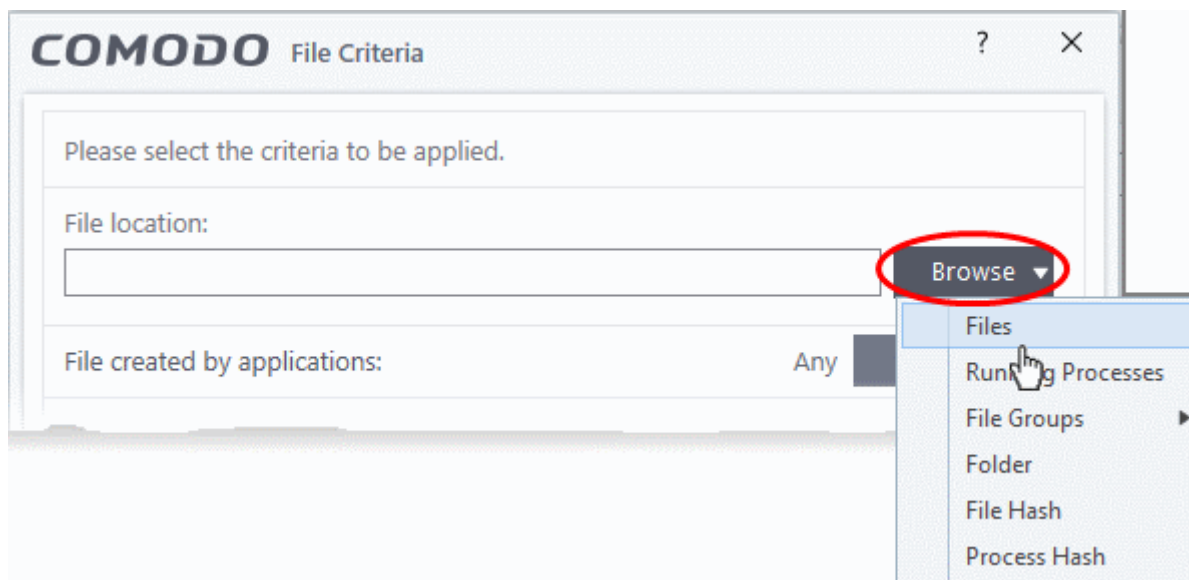 COMODO File Criteria ?
Please select the criteria to be applied.
File location:
Browse
Files
File created by applications: Any
Running Processes
File Groups
Folder
File Hash
Process Hash